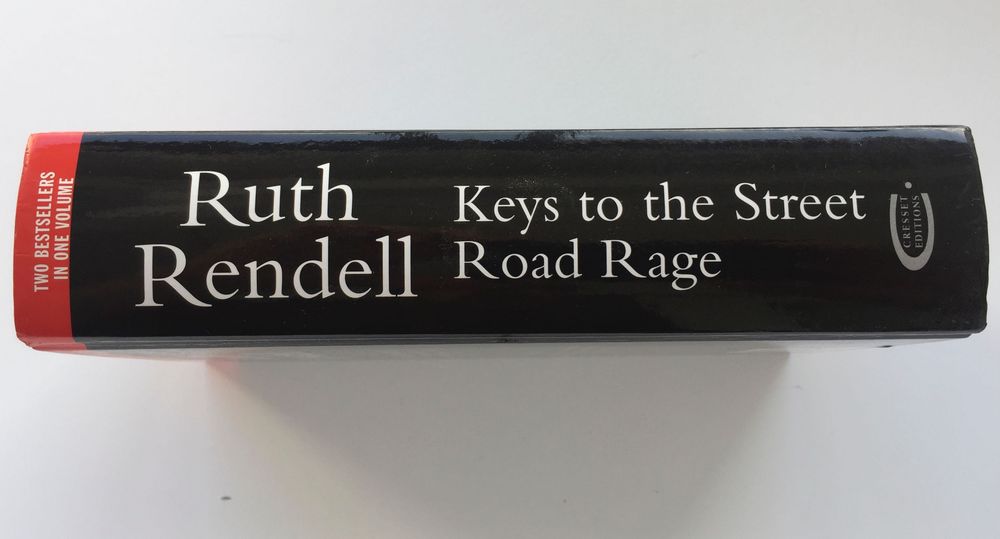 TWO BESTSELLERS
IN ONE VOLUME
Ruth
Rendell
Keys to the Street
Road Rage
CRESSET
EDITIONS